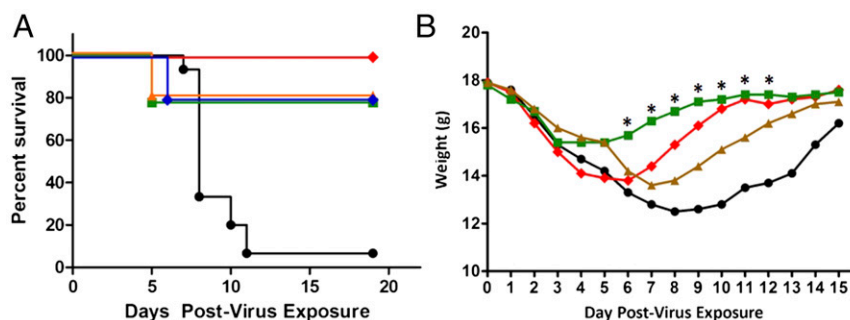 A
Percent survival
100
80
60
40
20
0
0 5 10 15 20
Days Post-Virus Exposure
B
Weight (g)
20
18
16
14
12
10
* * * * * * *
0 1 2 3 4 5 6 7 8 9 10 11 12 13 14 15
Day Post-Virus Exposure